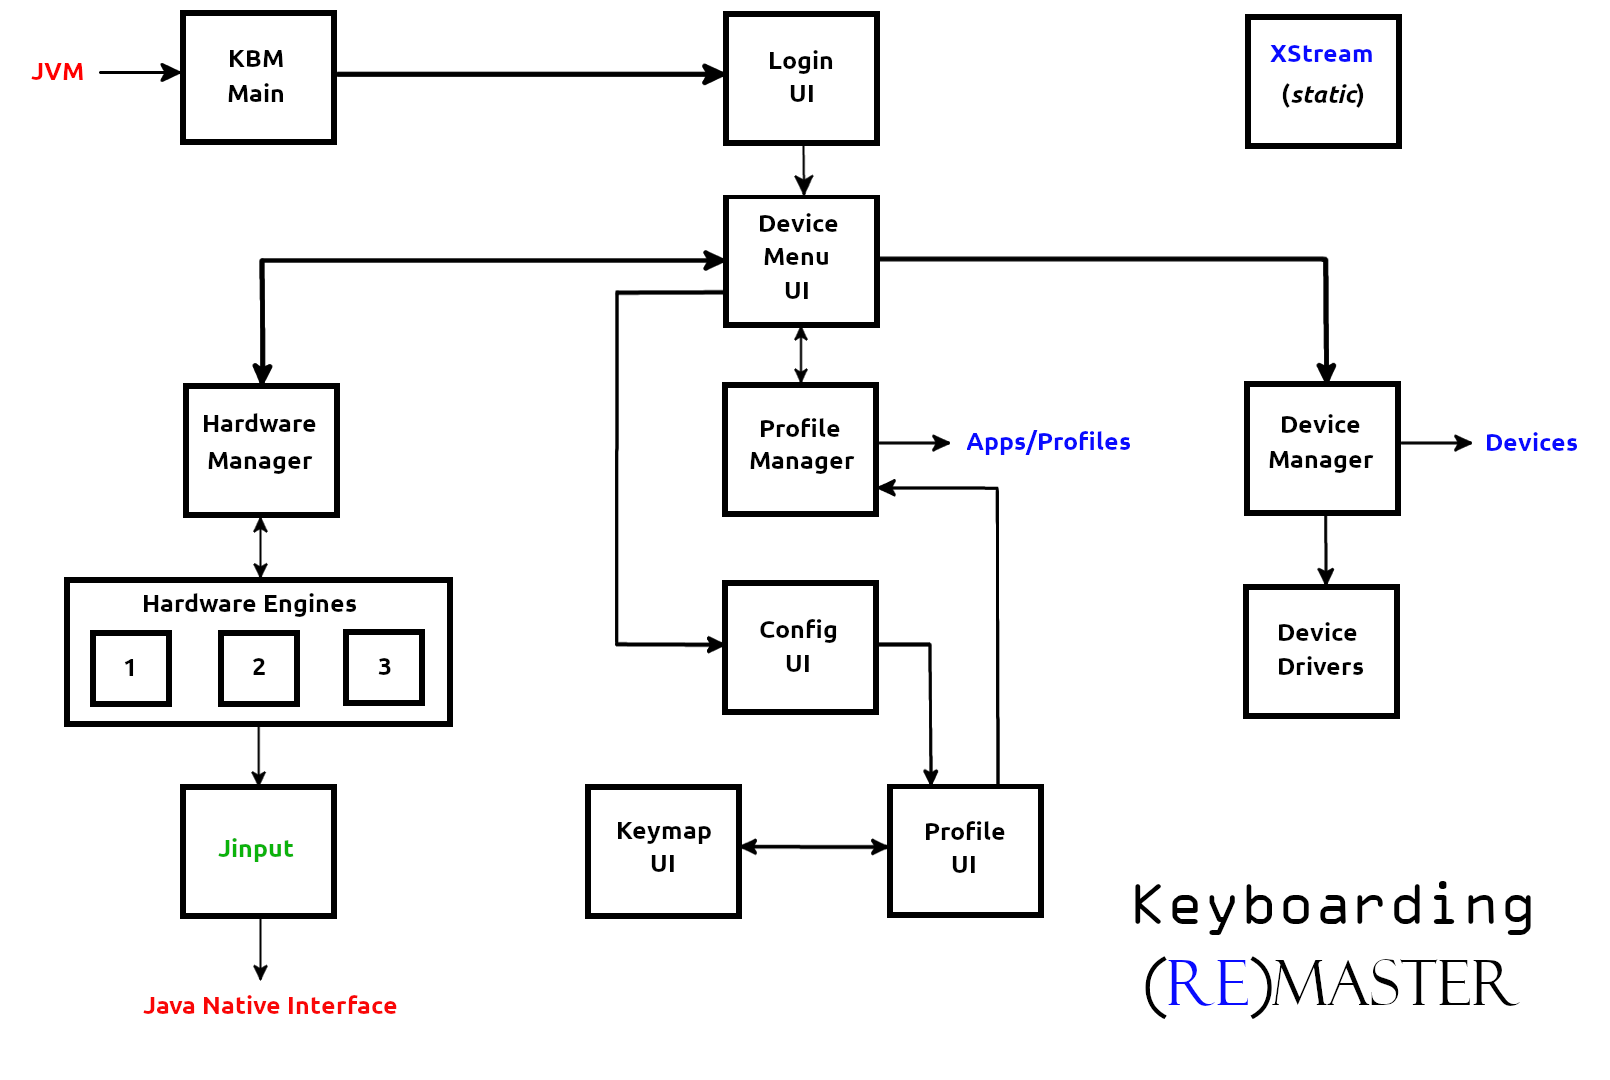 JVM
KBM
Main
Login
UI
XStream
(static)
Device
Menu
UI
Hardware
Manager
Profile
Manager
Apps/Profiles
Device
Manager
Devices
Hardware Engines
1
2
3
Config
UI
Device
Drivers
Jinput
Keymap
UI
Profile
UI
Java Native Interface
Keyboarding
(RE)MASTER